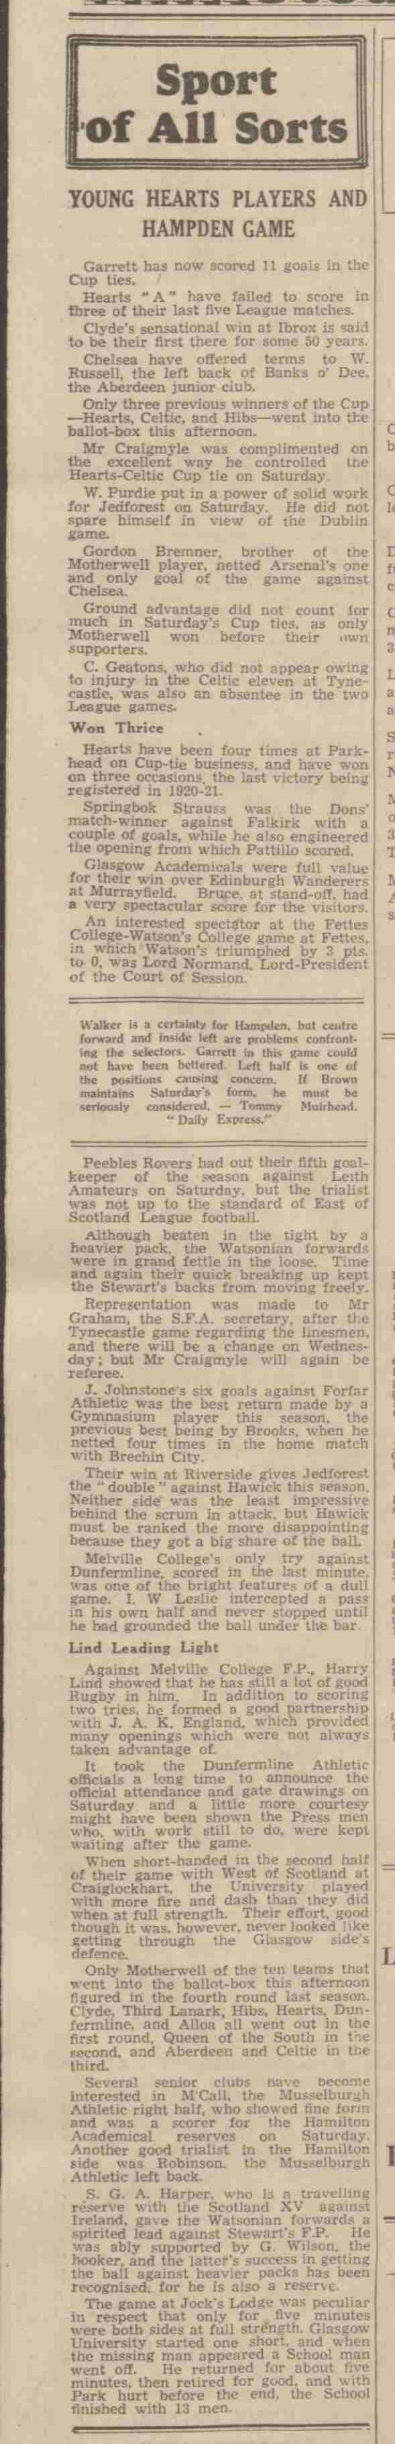 Sport
of All Sorts
YOUNG HEARTS PLAYERS AND
HAMPDEN GAME
Garrett has now scored 11 goals in the
Cup ties.
Hearts "A" have failed to score in
three of their last five League matches.
Clyde's sensational win at Ibrox is said
to be their first there for some 50 years.
Chelsea have offered terms to W.
Russell, the left back of Banks o' Dee,
the Aberdeen junior club.
Only three previous winners of the Cup
—Hearts, Celtic, and Hibs—went into the
ballot-box this afternoon.
Mr Craigmyle was complimented on
the excellent way he controlled the
Hearts-Celtic Cup tie on Saturday.
W. Purdie put in a power of solid work
for Jedforest on Saturday. He did not
spare himself in view of the Dublin
game.
Gordon Bremner, brother of the
Motherwell player, netted Arsenal's one
and only goal of the game against
Chelsea.
Ground advantage did not count for
much in Saturday's Cup ties, as only
Motherwell won before their own
supporters.
C. Geatons, who did not appear owing
to injury in the Celtic eleven at Tyne-
castle, was also an absentee in the two
League games.
Won Thrice
Hearts have been four times at Park-
head on Cup-tie business, and have won
on three occasions, the last victory being
registered in 1920-21.
Springbok Strauss was the Dons'
match-winner against Falkirk with a
couple of goals, while he also engineered
the opening from which Pattillo scored.
Glasgow Academicals were full value
for their win over Edinburgh Wanderers
at Murrayfield. Bruce, at stand-off, had
a very spectacular score for the visitors.
An interested spectator at the Fettes
College-Watson's College game at Fettes,
in which Watson's triumphed by 3 pts.
to 0, was Lord Normand, Lord-President
of the Court of Session.
Walker is a certainty for Hampden, but centre
forward and inside left are problems confront-
ing the selectors. Garrett in this game could
not have been bettered. Left half is one of
the positions causing concern. If Brown
maintains Saturday's form, he must be
seriously considered. — Tommy Muirhead,
"Daily Express."
Peebles Rovers had out their fifth goal-
keeper of the season against Leith
Amateurs on Saturday, but the trialist
was not up to the standard of East of
Scotland League football.
Although beaten in the tight by a
heavier pack, the Watsonian forwards
were in grand fettle in the loose. Time
and again their quick breaking up kept
the Stewart's backs from moving freely.
Representation was made to Mr
Graham, the S.F.A. secretary, after the
Tynecastle game regarding the linesmen,
and there will be a change on Wednes-
day; but Mr Craigmyle will again be
referee.
J. Johnstone's six goals against Forfar
Athletic was the best return made by a
Gymnasium player this season, the
previous best being by Brooks, when he
netted four times in the home match
with Brechin City.
Their win at Riverside gives Jedforest
the "double" against Hawick this season.
Neither side was the least impressive
behind the scrum in attack, but Hawick
must be ranked the more disappointing
because they got a big share of the ball.
Melville College's only try against
Dunfermline, scored in the last minute,
was one of the bright features of a dull
game. I. W Leslie intercepted a pass
in his own half and never stopped until
he had grounded the ball under the bar.
Lind Leading Light
Against Melville College F.P., Harry
Lind showed that he has still a lot of good
Rugby in him. In addition to scoring
two tries, he formed a good partnership
with J. A. K. England, which provided
many openings which were not always
taken advantage of.
It took the Dunfermline Athletic
officials a long time to announce the
official attendance and gate drawings on
Saturday and a little more courtesy
might have been shown the Press men
who, with work still to do, were kept
waiting after the game.
When short-handed in the second half
of their game with West of Scotland at
Craiglockhart, the University played
with more fire and dash than they did
when at full strength. Their effort, good
though it was, however, never looked like
getting through the Glasgow side's
defence.
Only Motherwell of the ten teams that
went into the ballot-box this afternoon
figured in the fourth round last season.
Clyde, Third Lanark, Hibs, Hearts, Dun-
fermline, and Alloa all went out in the
first round, Queen of the South in the
second, and Aberdeen and Celtic in the
third.
Several senior clubs have become
interested in M'Call, the Musselburgh
Athletic right half, who showed fine form
and was a scorer for the Hamilton
Academical reserves on Saturday.
Another good trialist in the Hamilton
side was Robinson, the Musselburgh
Athletic left back.
S. G. A. Harper, who is a travelling
reserve with the Scotland XV against
Ireland, gave the Watsonian forwards a
spirited lead against Stewart's F.P. He
was ably supported by G. Wilson, the
hooker, and the latter's success in getting
the ball against heavier packs has been
recognised, for he is also a reserve.
The game at Jock's Lodge was peculiar
in respect that only for five minutes
were both sides at full strength. Glasgow
University started one short, and when
the missing man appeared a School man
went off. He returned for about five
minutes, then retired for good, and with
Park hurt before the end, the School
finished with 13 men.